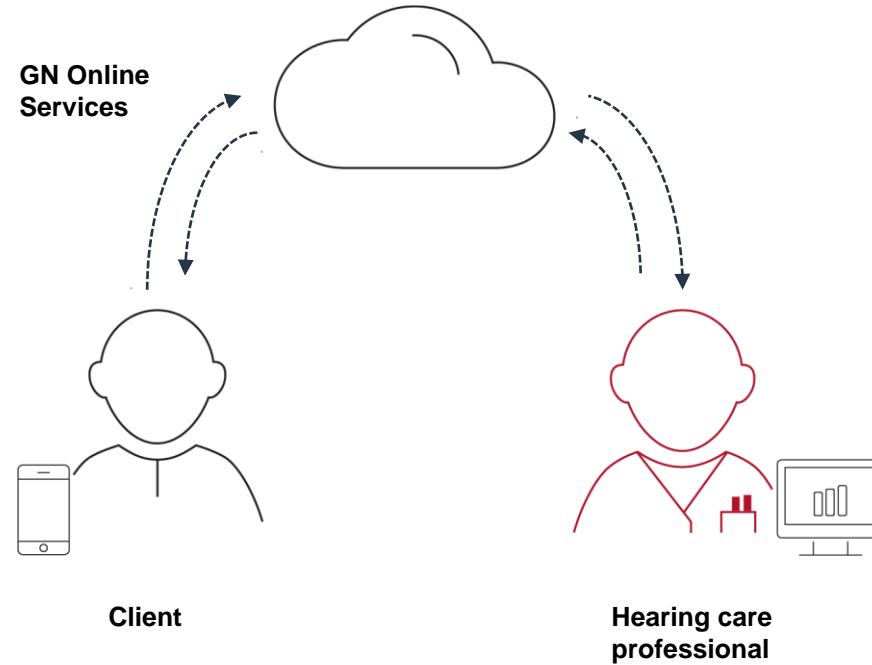 GN Online
Services
Client
Hearing care
professional